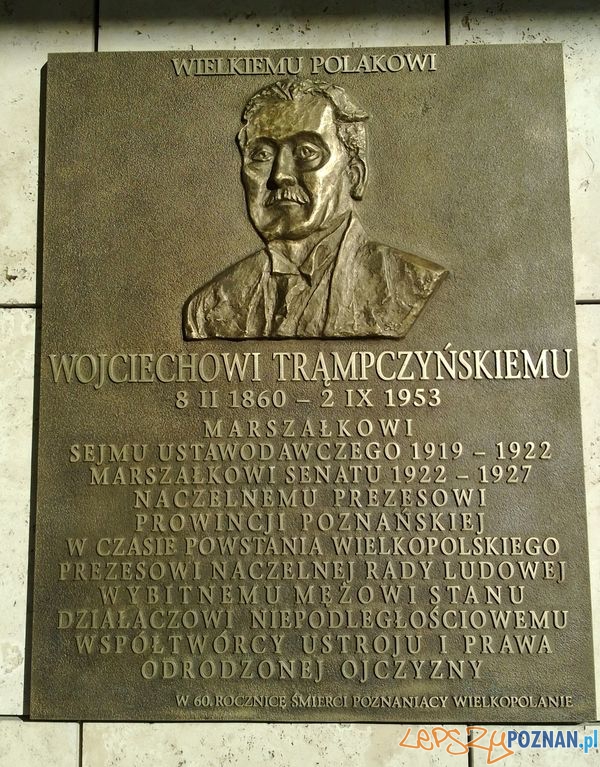 WIELKIEMU POLAKOWI
WOJCIECHOWI TRĄMPCZYŃSKIEMU
8 II 1860 – 2 IX 1953
MARSZAŁKOWI
SEJMU USTAWODAWCZEGO 1919 – 1922
MARSZAŁKOWI SENATU 1922 – 1927
NACZELNEMU PREZESOWI
PROWINCJI POZNAŃSKIEJ
W CZASIE POWSTANIA WIELKOPOLSKIEGO
PREZESOWI NACZELNEJ RADY LUDOWEJ
WYBITNEMU MĘŻOWI STANU
DZIAŁACZOWI NIEPODLEGŁOŚCIOWEMU
WSPÓŁTWÓRCY USTROJU I PRAWA
ODRODZONEJ OJCZYZNY
W 60. ROCZNICĘ ŚMIERCI POZNANIACY WIELKOPOLANIE
LEPSZY POZNAN.pl